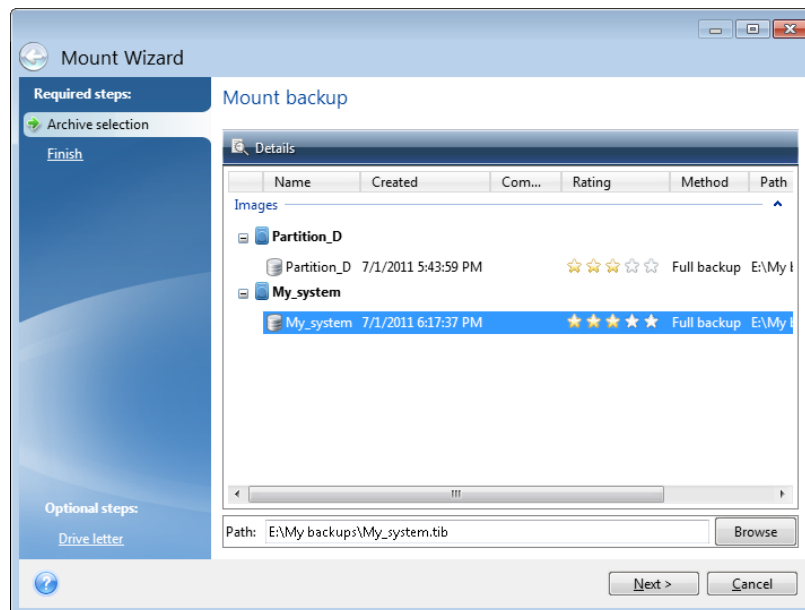 Mount Wizard
Required steps:
Archive selection
Finish
Optional steps:
Drive letter
Mount backup
Details
Name Created Com... Rating Method Path
Images
Partition_D
Partition_D 7/1/2011 5:43:59 PM Full backup E:\My
My_system
My_system 7/1/2011 6:17:37 PM Full backup E:\My
Path: E:\My backups\My_system.tib Browse
Next > Cancel